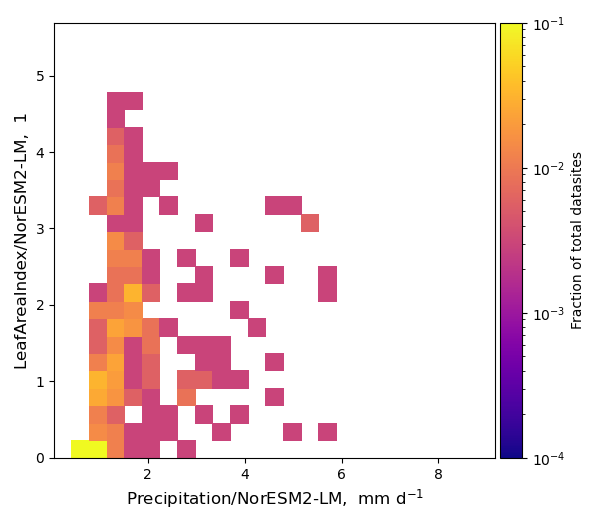 5
4
3
2
1
0
2 4 6 8
LeafAreaIndex/NorESM2-LM, 1
Precipitation/NorESM2-LM, mm d⁻¹
10⁻¹
10⁻²
10⁻³
10⁻⁴
Fraction of total datasites